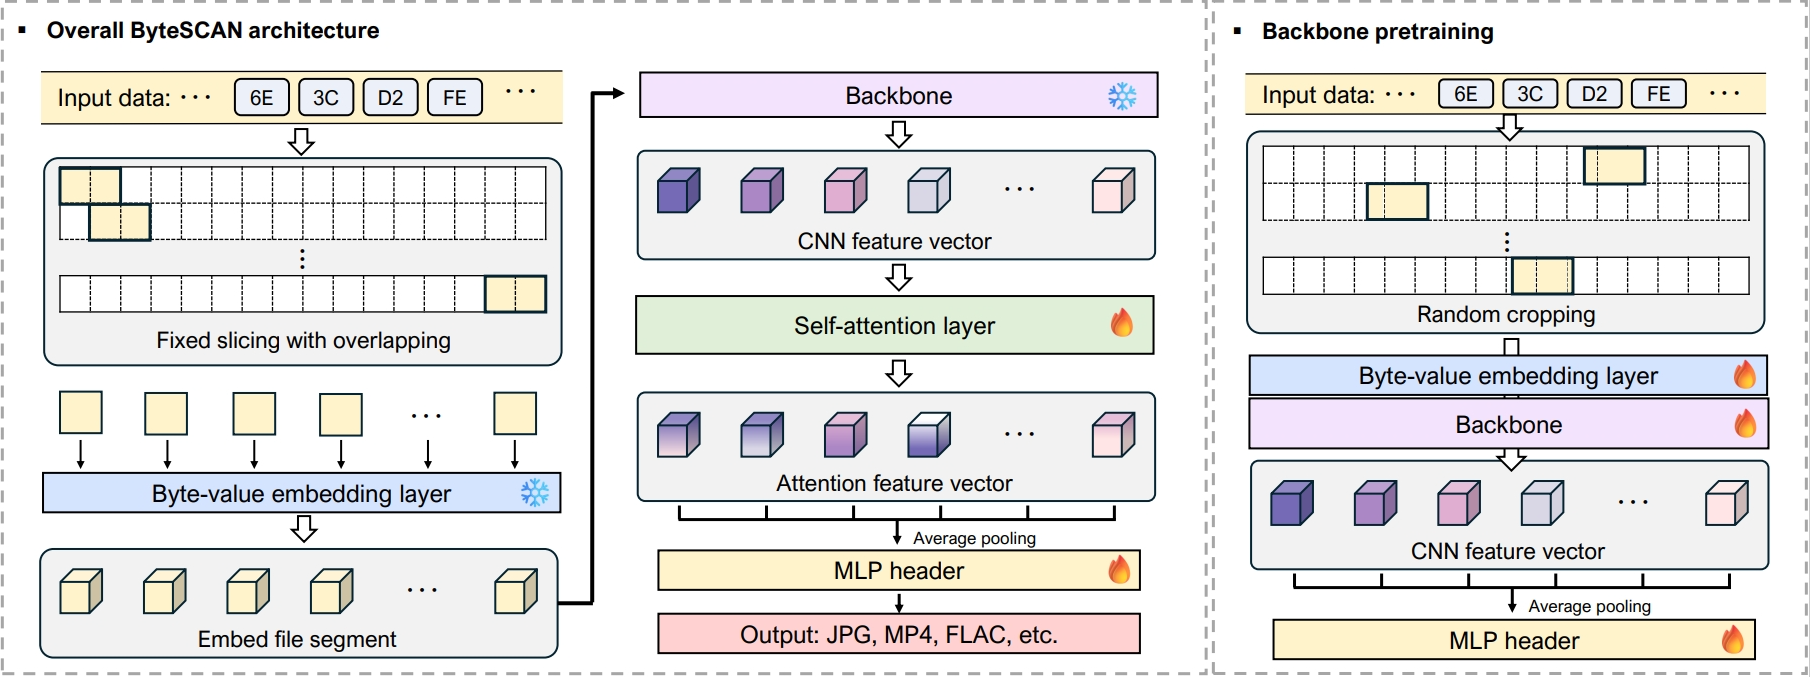 ▪ Overall ByteSCAN architecture
Input data: ··· 6E 3C D2 FE ···
Fixed slicing with overlapping
···
Byte-value embedding layer
···
Embed file segment
Backbone
···
CNN feature vector
Self-attention layer
···
Attention feature vector
Average pooling
MLP header
Output: JPG, MP4, FLAC, etc.
▪ Backbone pretraining
Input data: ··· 6E 3C D2 FE ···
Random cropping
Byte-value embedding layer
Backbone
···
CNN feature vector
Average pooling
MLP header